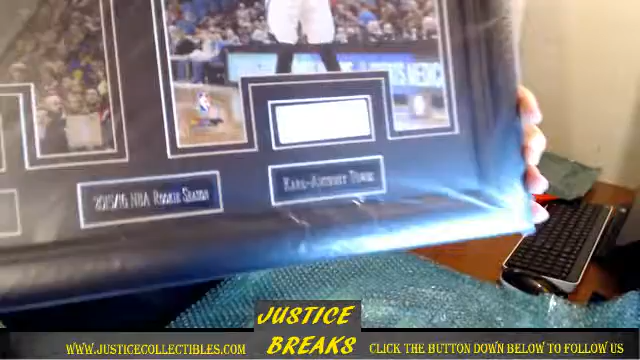 2015/16 NBA ROOKIE SEASON
KARL-ANTHONY TOWNS
JUSTICE
BREAKS
WWW.JUSTICECOLLECTIBLES.COM
CLICK THE BUTTON DOWN BELOW TO FOLLOW US